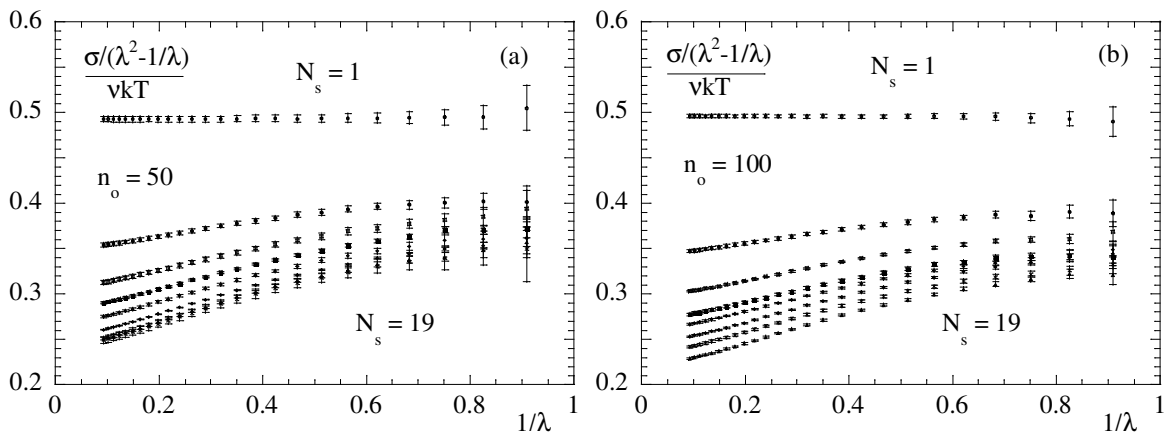 0.6
σ/(λ²-1/λ)
νkT
(a)
N_s = 1
0.5
n_o = 50
0.4
0.3
N_s = 19
0.2
0 0.2 0.4 0.6 0.8 1
1/λ
0.6
σ/(λ²-1/λ)
νkT
(b)
N_s = 1
0.5
n_o = 100
0.4
0.3
N_s = 19
0.2
0 0.2 0.4 0.6 0.8 1
1/λ